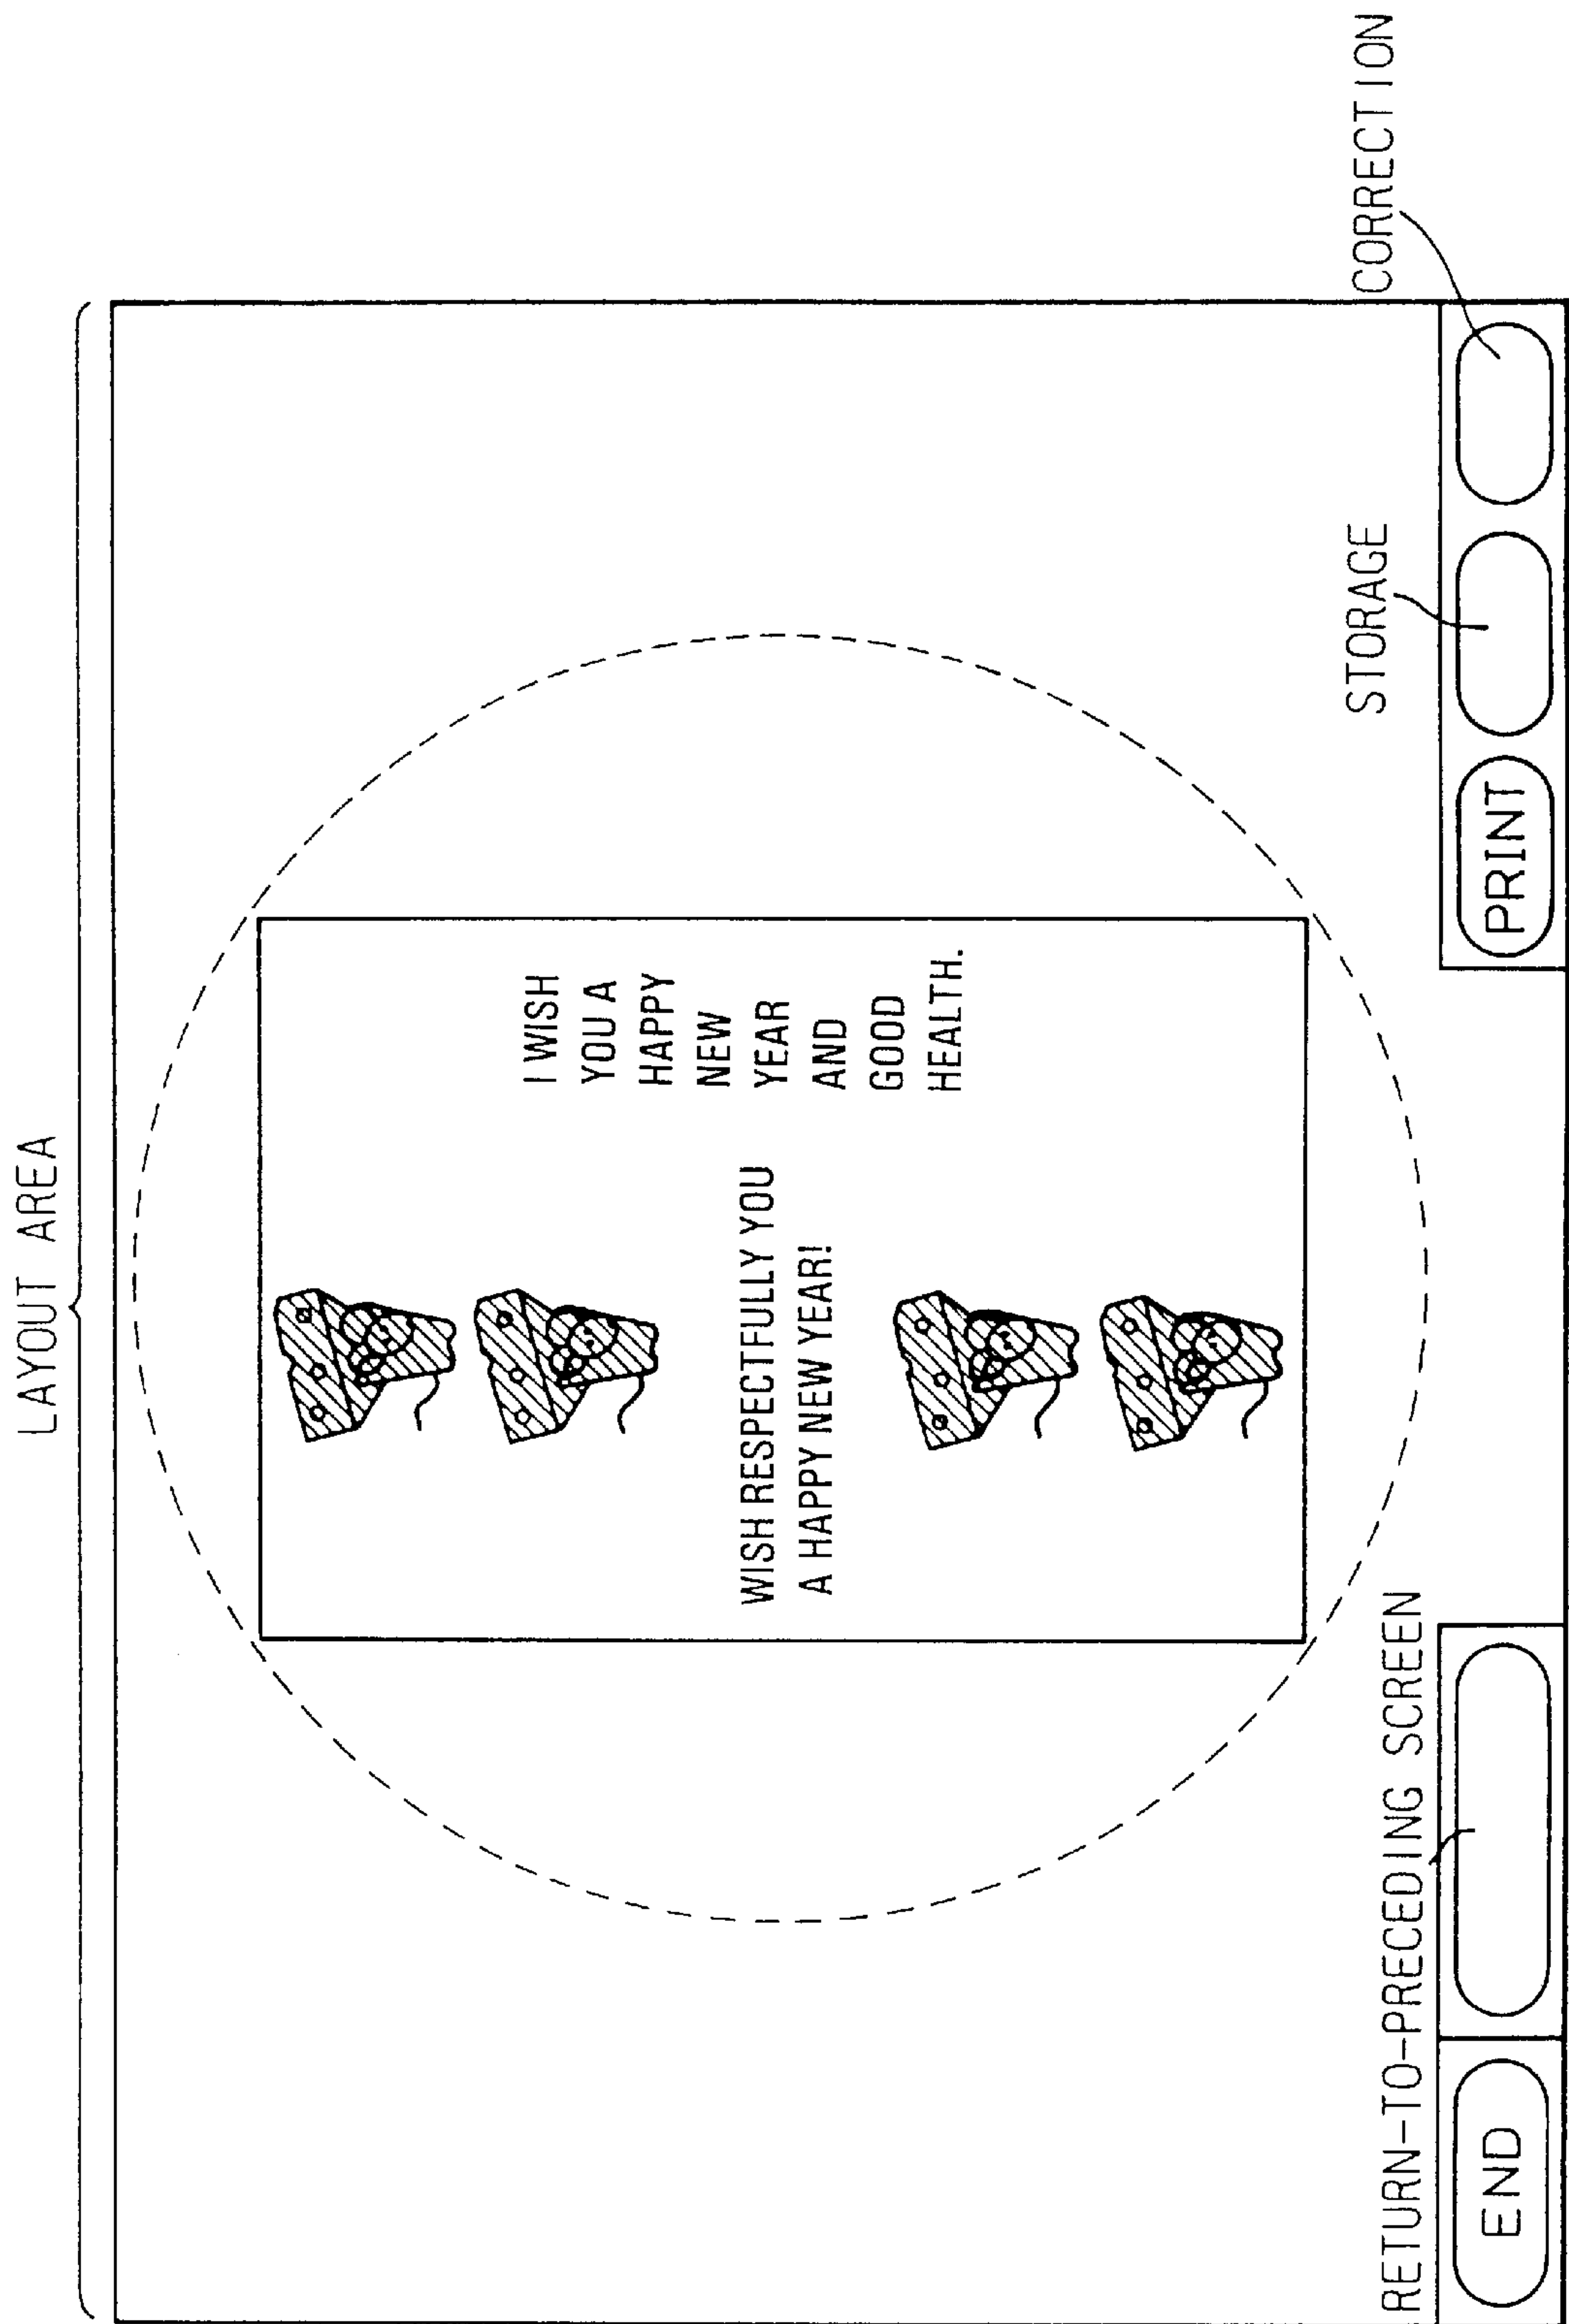 LAYOUT AREA
I WISH
YOU A
HAPPY
NEW
YEAR
AND
GOOD
HEALTH.
WISH RESPECTFULLY YOU
A HAPPY NEW YEAR!
RETURN-TO-PRECEDING SCREEN
STORAGE
CORRECTION
END
PRINT